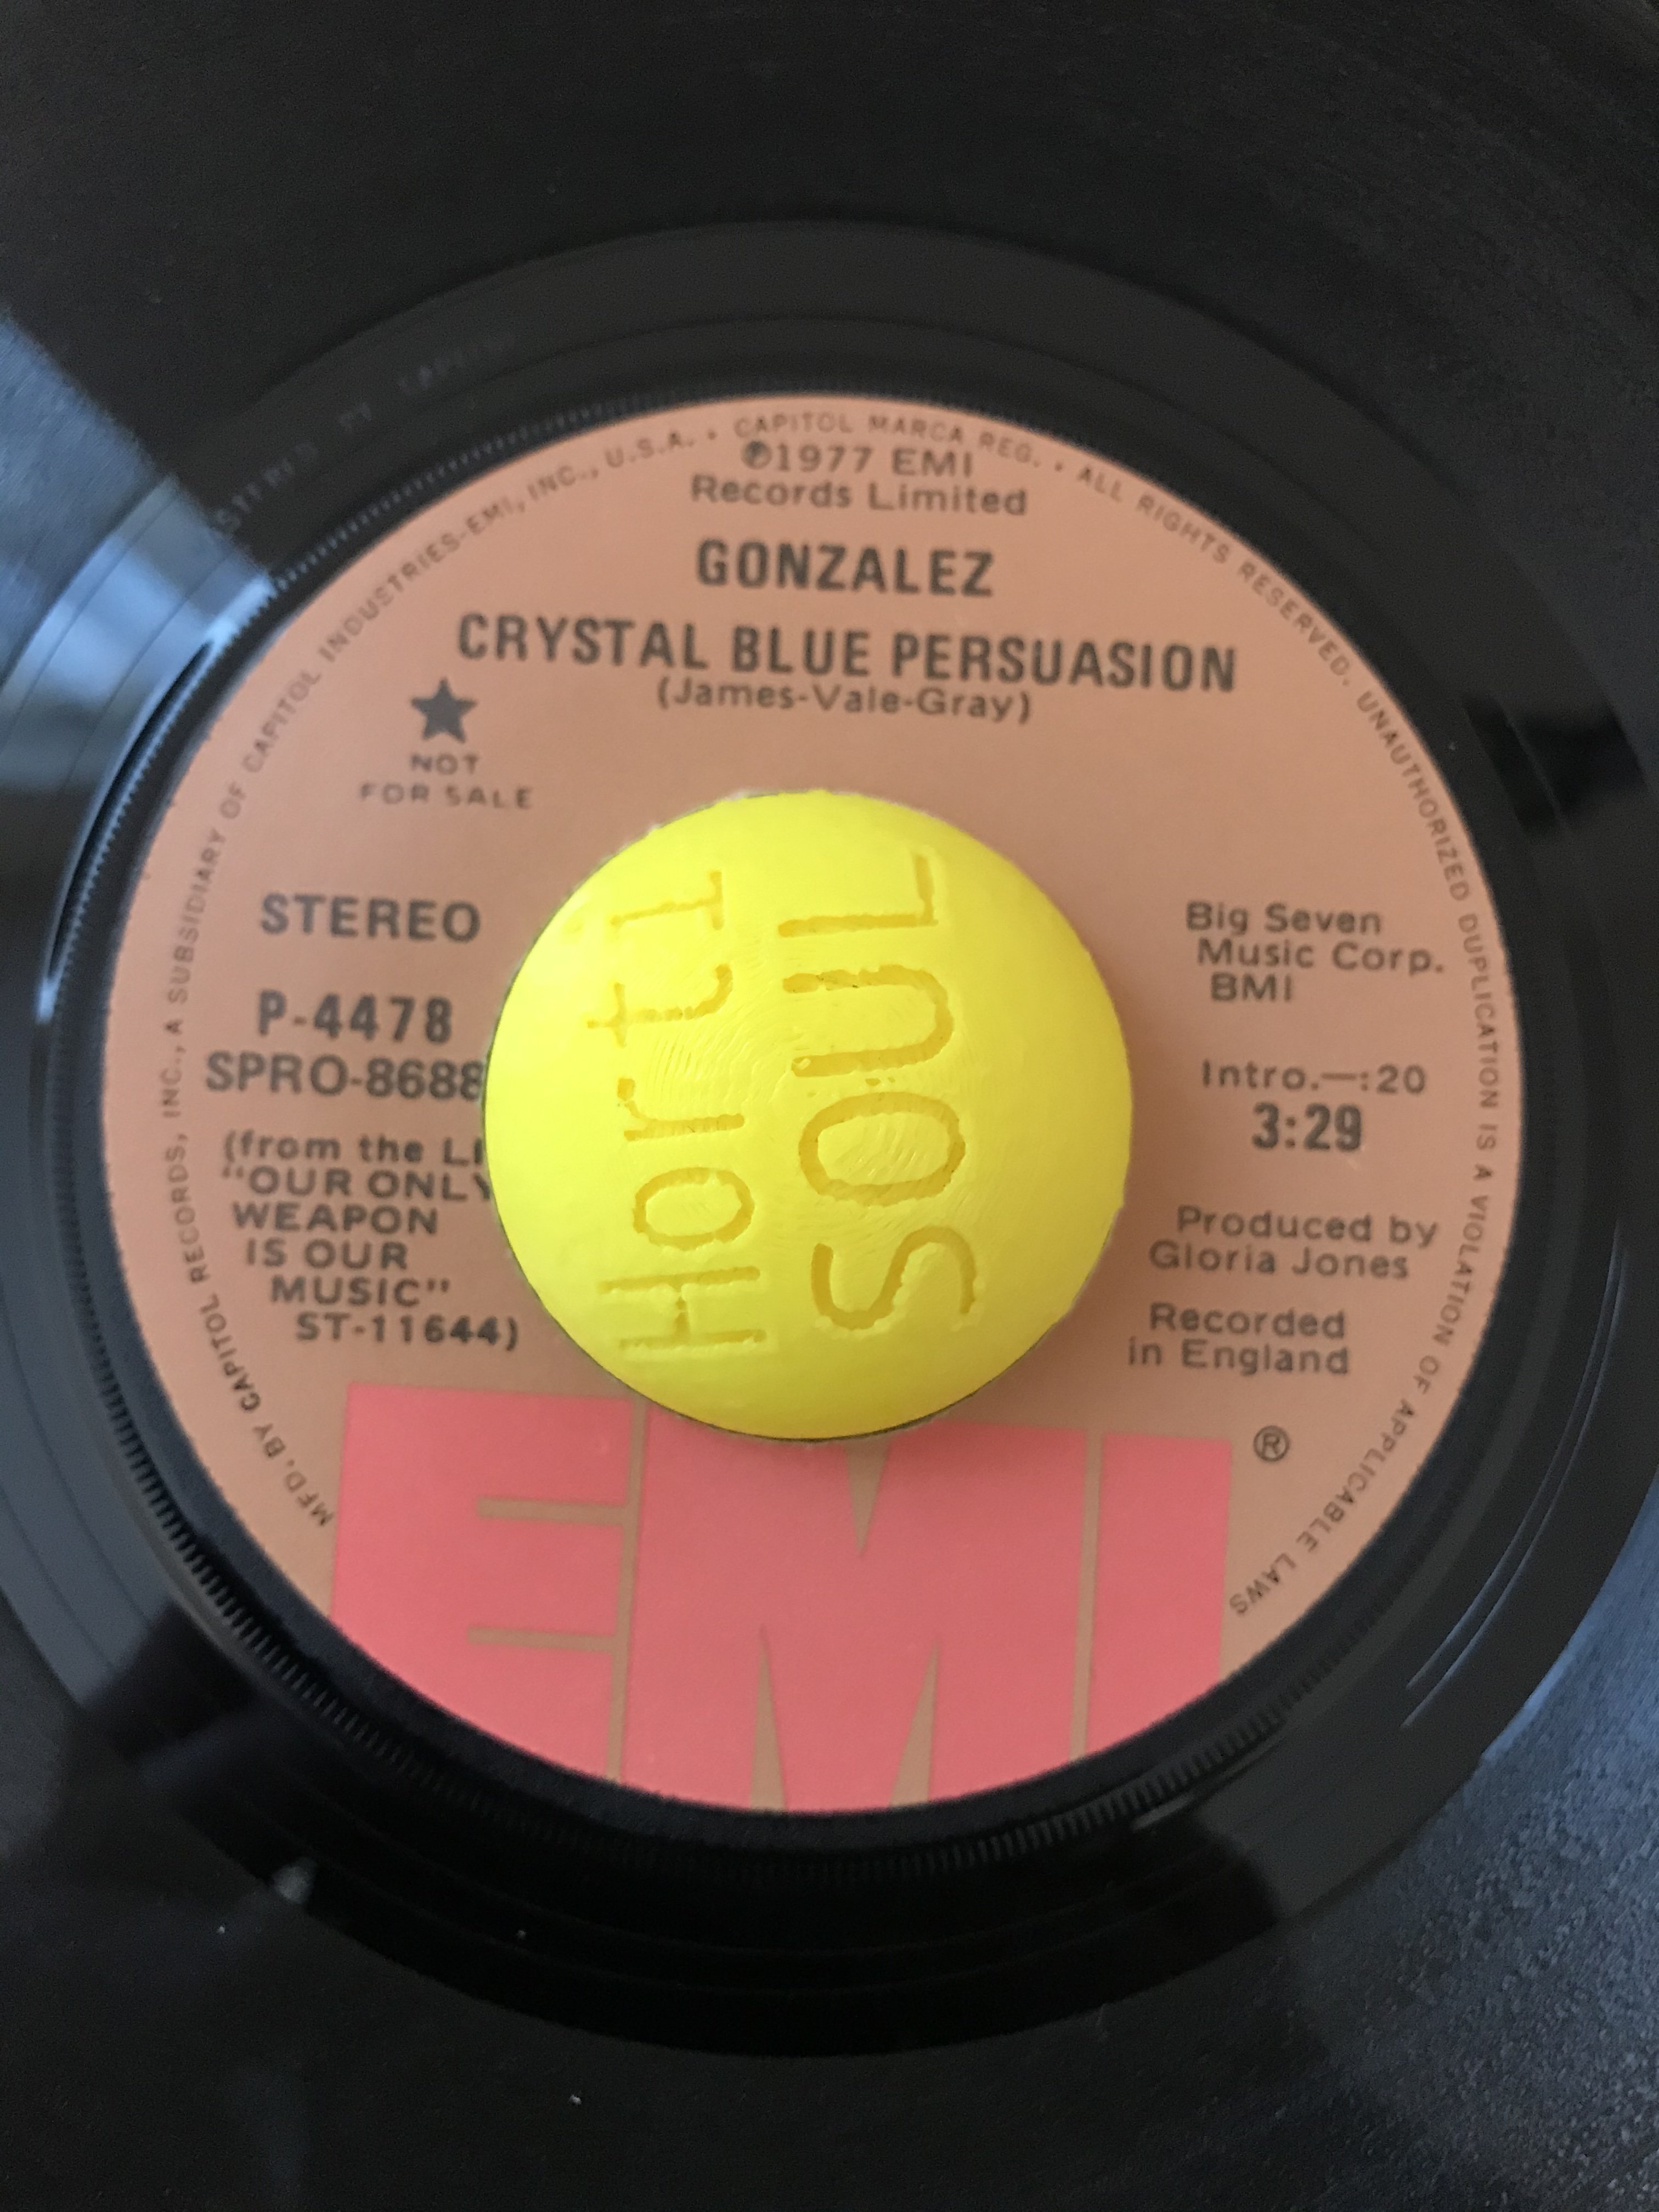 MFD. BY CAPITOL RECORDS, INC., A SUBSIDIARY OF CAPITOL INDUSTRIES-EMI, INC., U.S.A. • CAPITOL MARCA REG. • ALL RIGHTS RESERVED. UNAUTHORIZED DUPLICATION IS A VIOLATION OF APPLICABLE LAWS
℗1977 EMI
Records Limited
GONZALEZ
CRYSTAL BLUE PERSUASION
(James-Vale-Gray)
★
NOT
FOR SALE
STEREO
P-4478
SPRO-8688
(from the
"OUR ONLY
WEAPON
IS OUR
MUSIC"
ST-11644)
Horti
SOUL
Big Seven
Music Corp.
BMI
Intro.—:20
3:29
Produced by
Gloria Jones
Recorded
in England
EMI ®